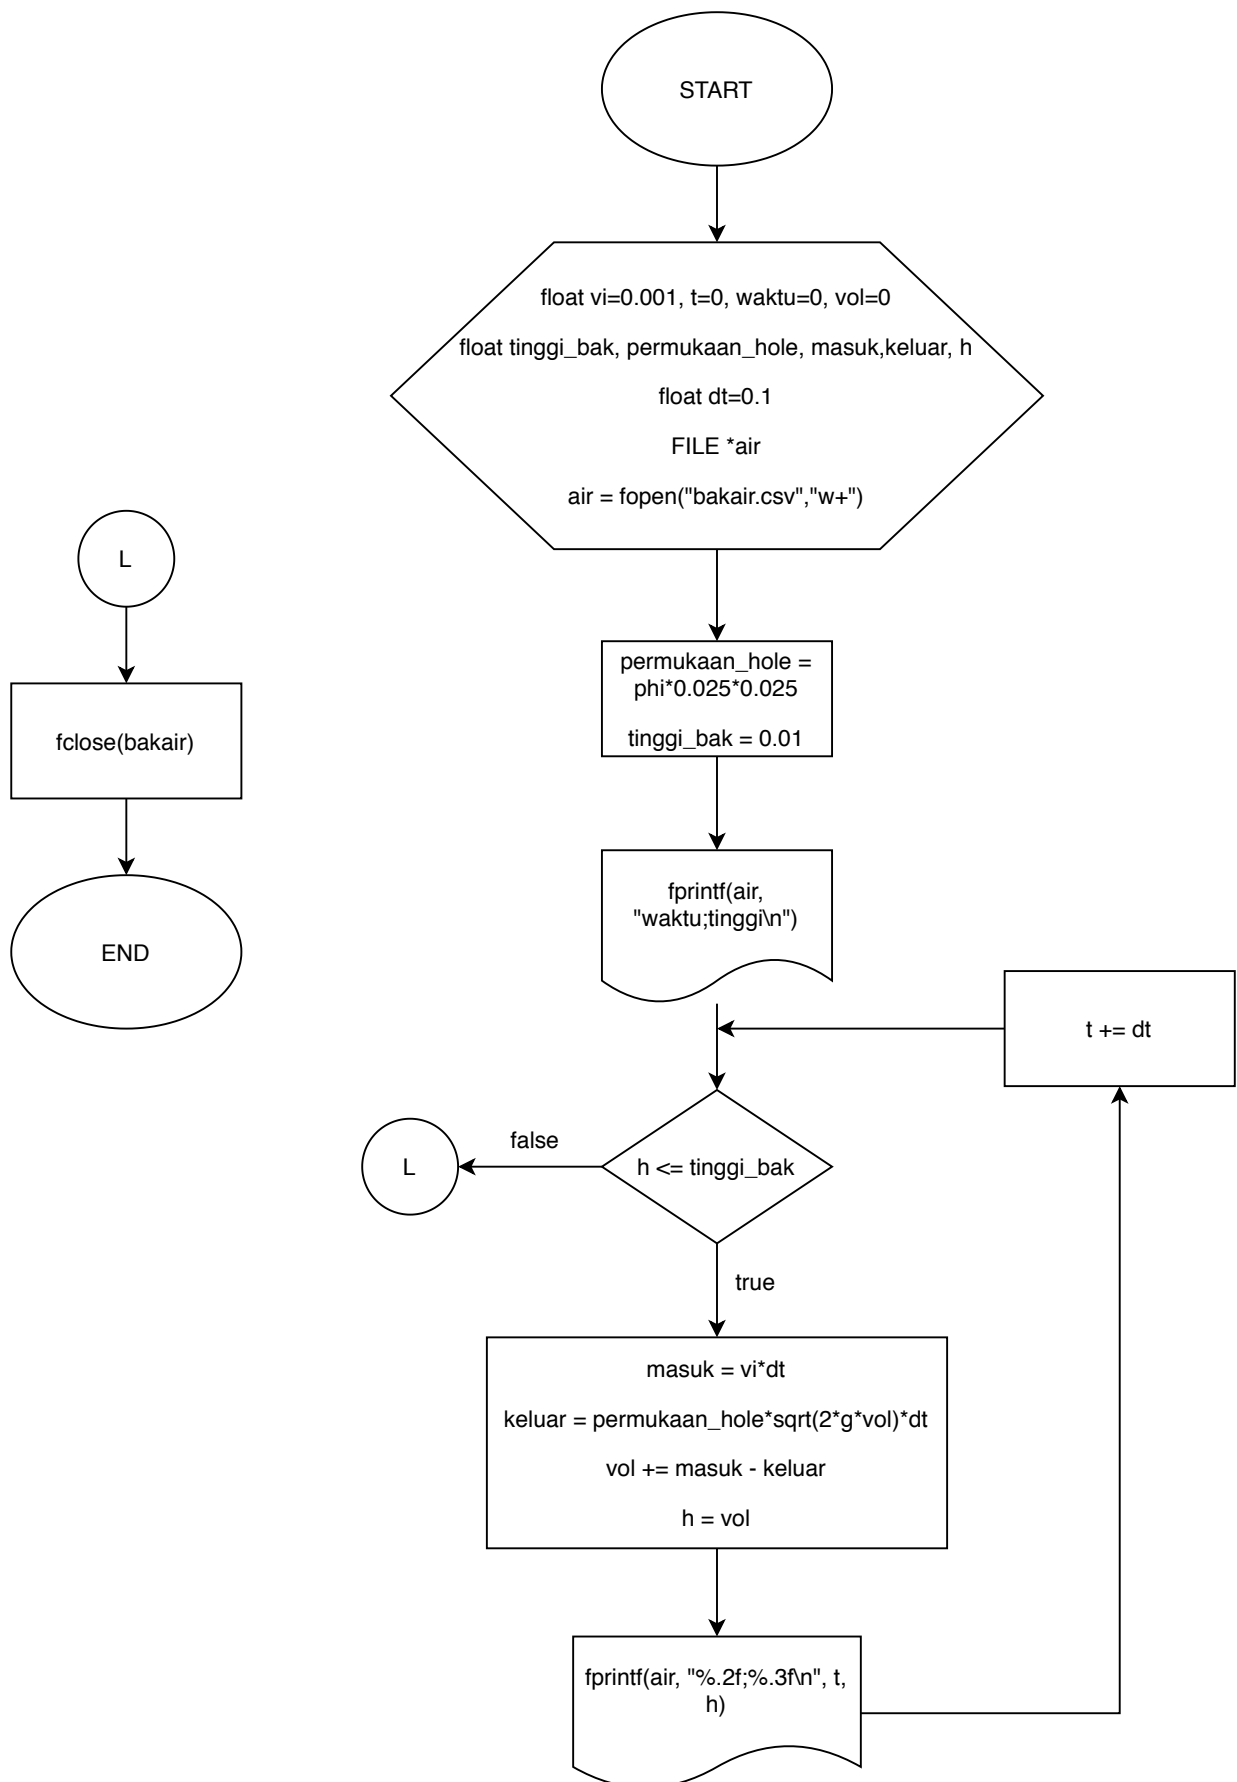 START
float vi=0.001, t=0, waktu=0, vol=0
float tinggi_bak, permukaan_hole, masuk,keluar, h
float dt=0.1
FILE *air
air = fopen("bakair.csv","w+")
permukaan_hole =
phi*0.025*0.025
tinggi_bak = 0.01
fprintf(air,
"waktu;tinggi\n")
h <= tinggi_bak
false
L
true
masuk = vi*dt
keluar = permukaan_hole*sqrt(2*g*vol)*dt
vol += masuk - keluar
h = vol
fprintf(air, "%.2f;%.3f\n", t,
h)
t += dt
L
fclose(bakair)
END